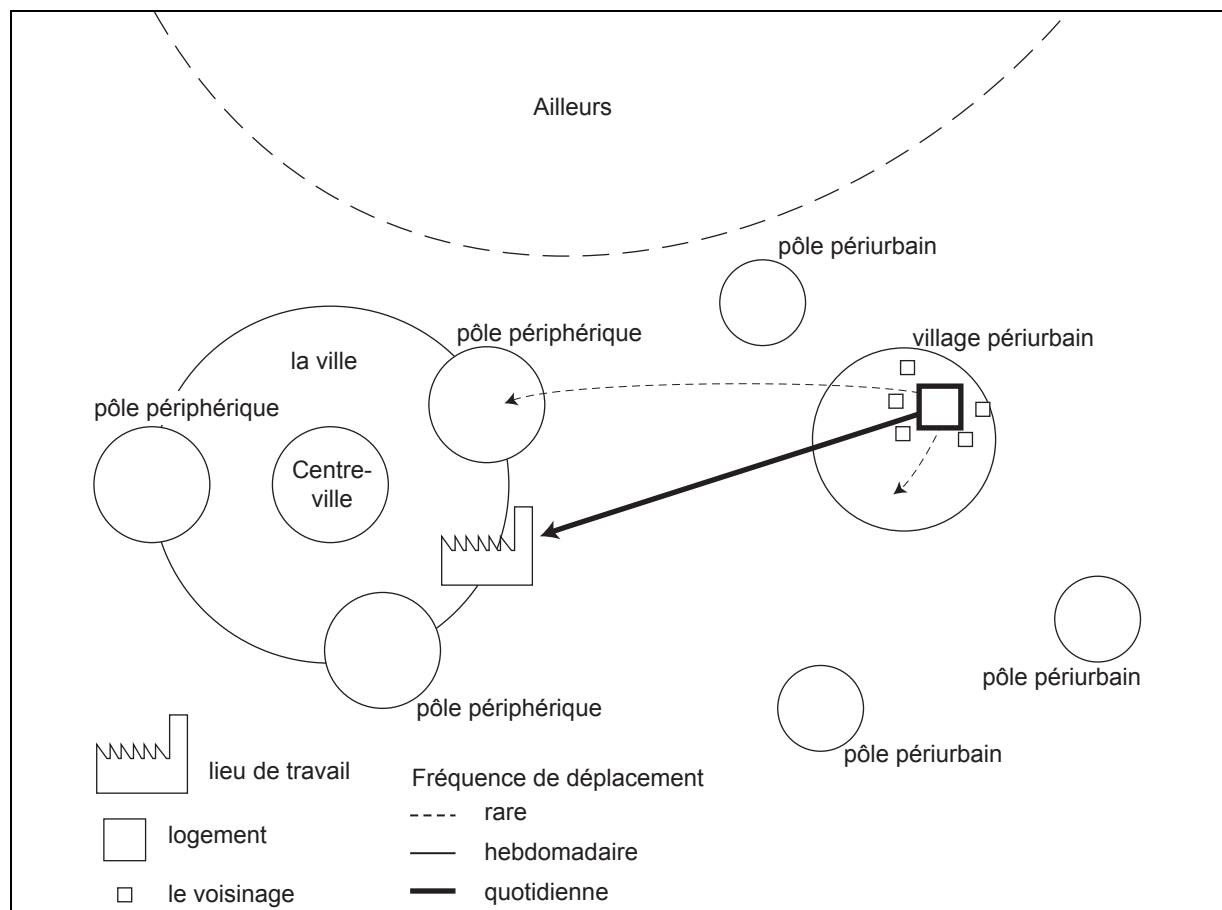 Ailleurs
pôle périurbain
pôle périphérique
village périurbain
la ville
pôle périphérique
Centre-
ville
pôle périurbain
pôle périphérique
pôle périurbain
lieu de travail
Fréquence de déplacement
rare
logement
hebdomadaire
le voisinage
quotidienne